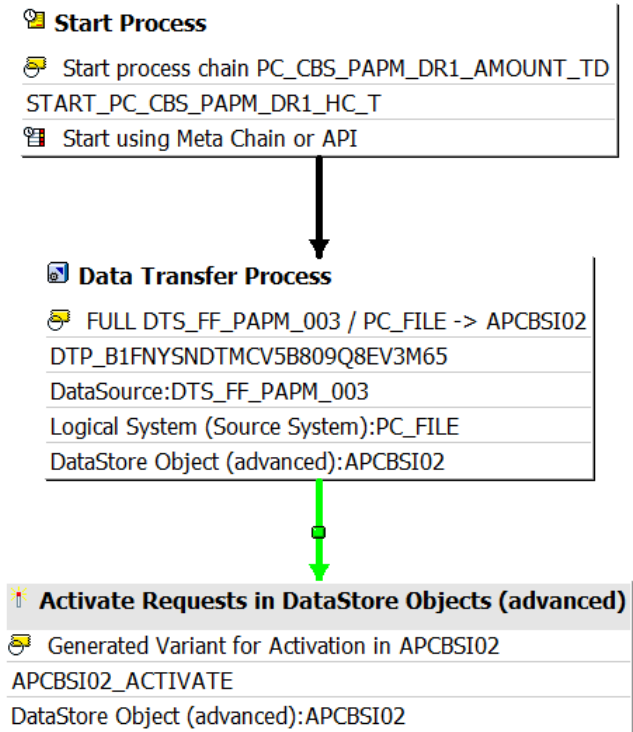 Start Process
Start process chain PC_CBS_PAPM_DR1_AMOUNT_TD
START_PC_CBS_PAPM_DR1_HC_T
Start using Meta Chain or API
Data Transfer Process
FULL DTS_FF_PAPM_003 / PC_FILE -> APCBSI02
DTP_B1FNYSNDTMCV5B809Q8EV3M65
DataSource:DTS_FF_PAPM_003
Logical System (Source System):PC_FILE
DataStore Object (advanced):APCBSI02
Activate Requests in DataStore Objects (advanced)
Generated Variant for Activation in APCBSI02
APCBSI02_ACTIVATE
DataStore Object (advanced):APCBSI02